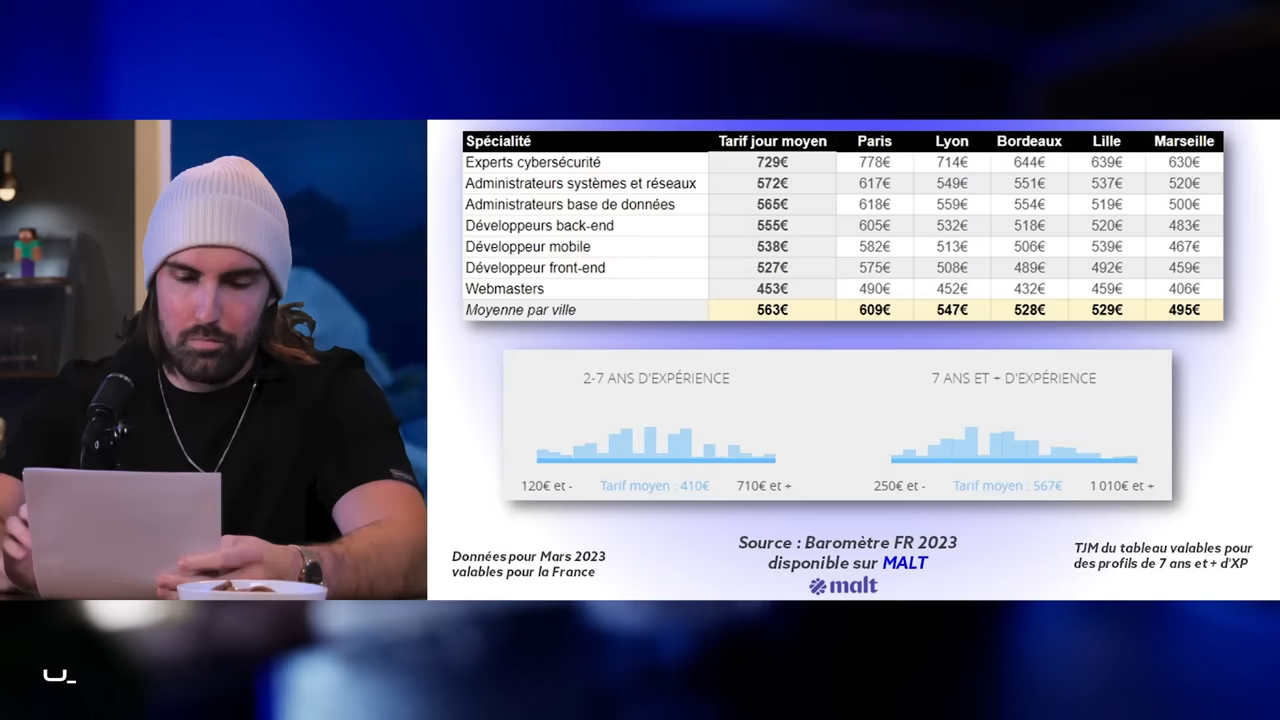 Spécialité Tarif jour moyen Paris Lyon Bordeaux Lille Marseille
Experts cybersécurité 729€ 778€ 714€ 644€ 639€ 630€
Administrateurs systèmes et réseaux 572€ 617€ 549€ 551€ 537€ 520€
Administrateurs base de données 565€ 618€ 559€ 554€ 519€ 500€
Développeurs back-end 555€ 605€ 532€ 518€ 520€ 483€
Développeur mobile 538€ 582€ 513€ 506€ 539€ 467€
Développeur front-end 527€ 575€ 508€ 489€ 492€ 459€
Webmasters 453€ 490€ 452€ 432€ 459€ 406€
Moyenne par ville 563€ 609€ 547€ 528€ 529€ 495€
2-7 ANS D'EXPÉRIENCE
120€ et - Tarif moyen : 410€ 710€ et +
7 ANS ET + D'EXPÉRIENCE
250€ et - Tarif moyen : 567€ 1 010€ et +
Données pour Mars 2023
valables pour la France
Source : Baromètre FR 2023
disponible sur MALT
malt
TJM du tableau valables pour
des profils de 7 ans et + d'XP